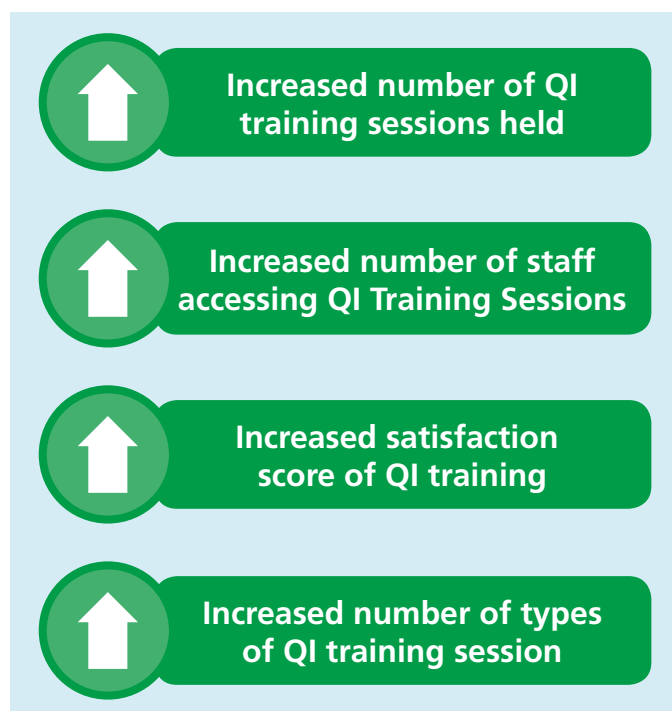 Increased number of QI
training sessions held
Increased number of staff
accessing QI Training Sessions
Increased satisfaction
score of QI training
Increased number of types
of QI training session